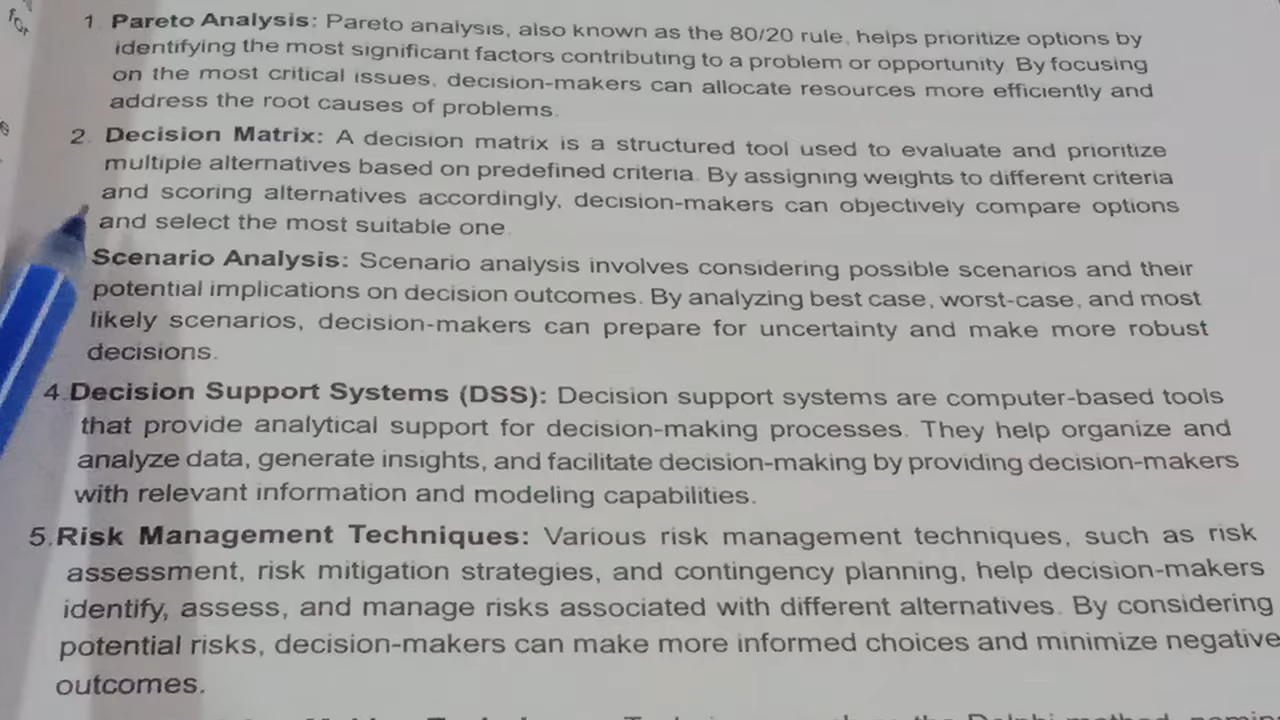 for
1. Pareto Analysis: Pareto analysis, also known as the 80/20 rule, helps prioritize options by
identifying the most significant factors contributing to a problem or opportunity. By focusing
on the most critical issues, decision-makers can allocate resources more efficiently and
address the root causes of problems.
2. Decision Matrix: A decision matrix is a structured tool used to evaluate and prioritize
multiple alternatives based on predefined criteria. By assigning weights to different criteria
and scoring alternatives accordingly, decision-makers can objectively compare options
and select the most suitable one.
Scenario Analysis: Scenario analysis involves considering possible scenarios and their
potential implications on decision outcomes. By analyzing best case, worst-case, and most
likely scenarios, decision-makers can prepare for uncertainty and make more robust
decisions.
4.Decision Support Systems (DSS): Decision support systems are computer-based tools
that provide analytical support for decision-making processes. They help organize and
analyze data, generate insights, and facilitate decision-making by providing decision-makers
with relevant information and modeling capabilities.
5.Risk Management Techniques: Various risk management techniques, such as risk
assessment, risk mitigation strategies, and contingency planning, help decision-makers
identify, assess, and manage risks associated with different alternatives. By considering
potential risks, decision-makers can make more informed choices and minimize negative
outcomes.